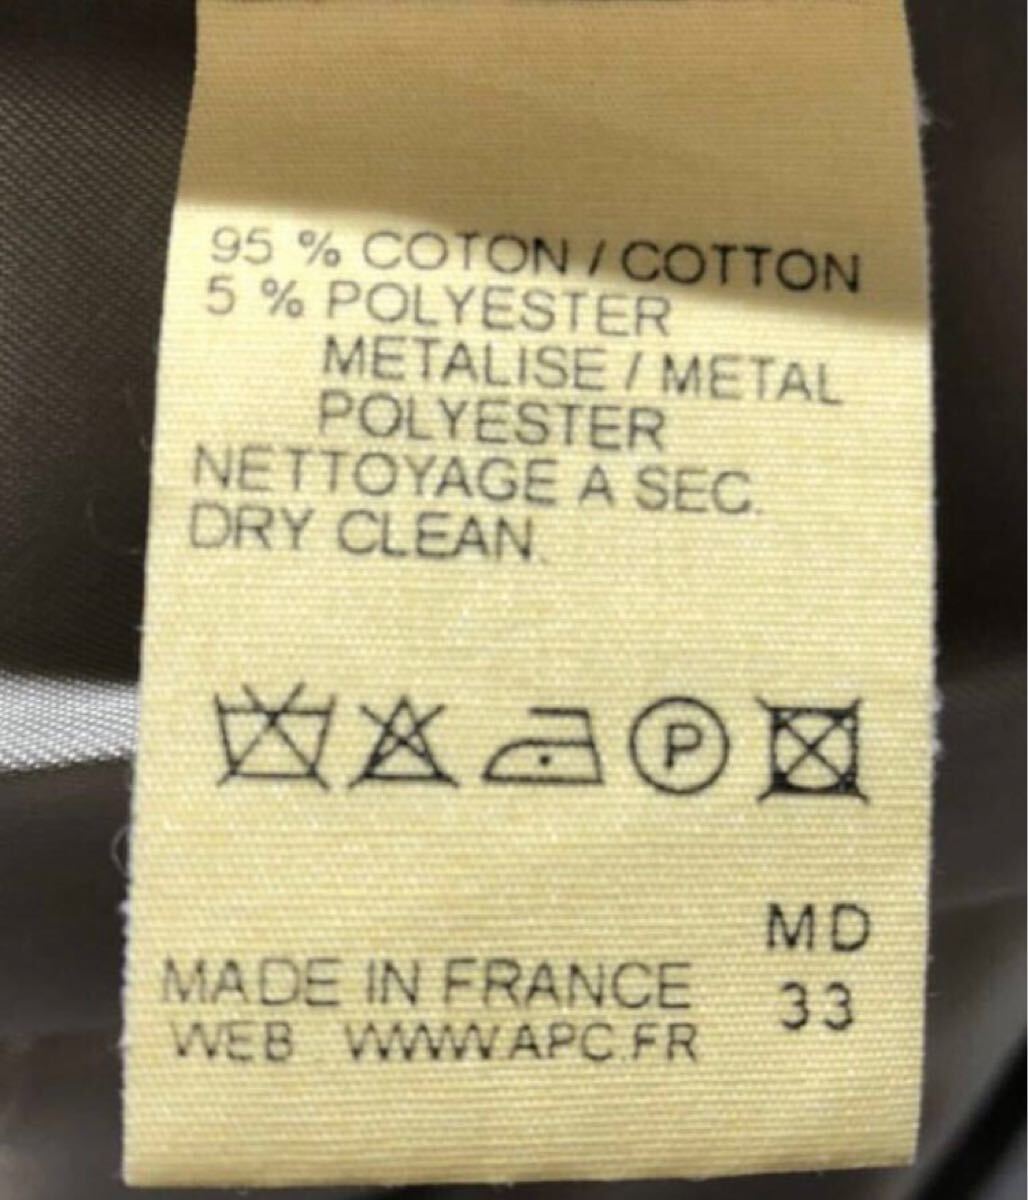 95 % COTON / COTTON
5 % POLYESTER
METALISE / METAL
POLYESTER
NETTOYAGE A SEC.
DRY CLEAN.
P
MD
33
MADE IN FRANCE
WEB WWW.APC.FR